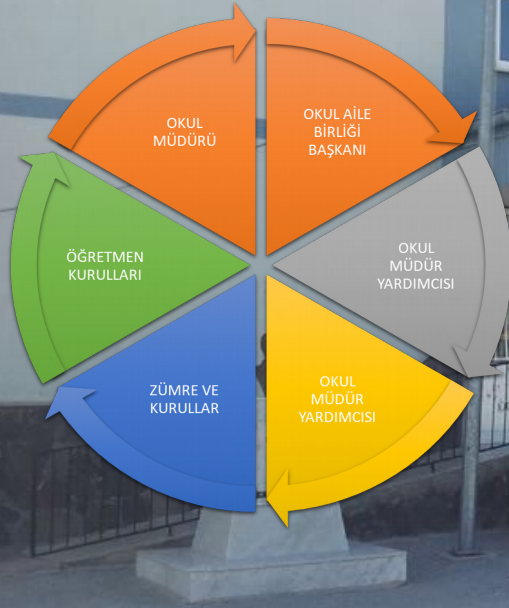 OKUL
MÜDÜRÜ
OKUL AİLE
BİRLİĞİ
BAŞKANI
OKUL
MÜDÜR
YARDIMCISI
OKUL
MÜDÜR
YARDIMCISI
ZÜMRE VE
KURULLAR
ÖĞRETMEN
KURULLARI